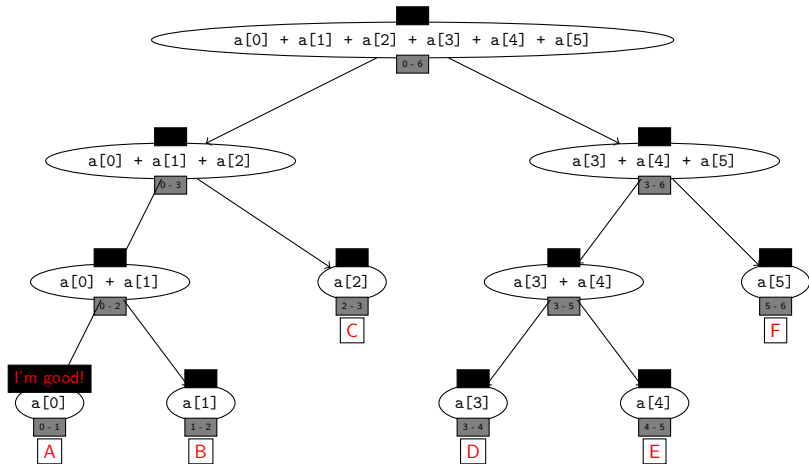 a[0] + a[1] + a[2] + a[3] + a[4] + a[5]
0 - 6
a[0] + a[1] + a[2]
a[3] + a[4] + a[5]
0 - 3
3 - 6
a[0] + a[1]
a[2]
a[3] + a[4]
a[5]
0 - 2
2 - 3
3 - 5
5 - 6
C
F
I'm good!
a[0]
a[1]
a[3]
a[4]
0 - 1
1 - 2
3 - 4
4 - 5
A
B
D
E